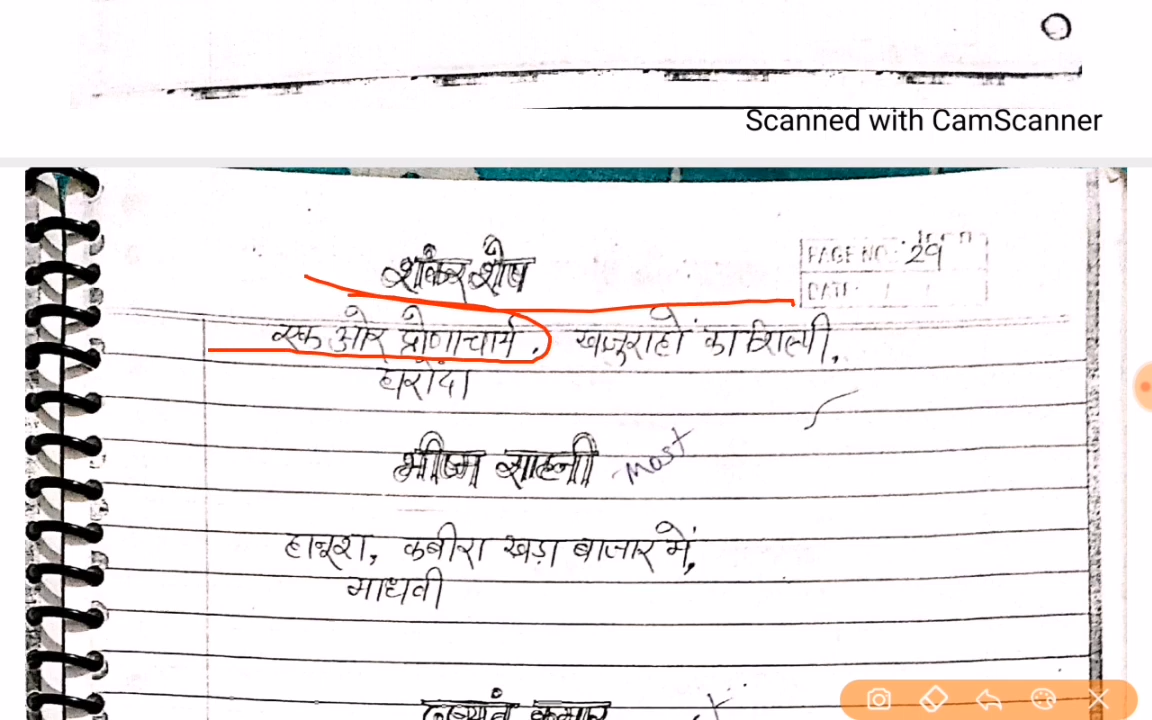 Scanned with CamScanner
शंकर शेष
PAGE NO: 29
DATE: / /
एक और द्रोणाचार्य. खजुराहो का शिल्पी,
घरोंदा
भीष्म साहनी Most
हानूश, कबीरा खड़ा बाजार में,
माधवी